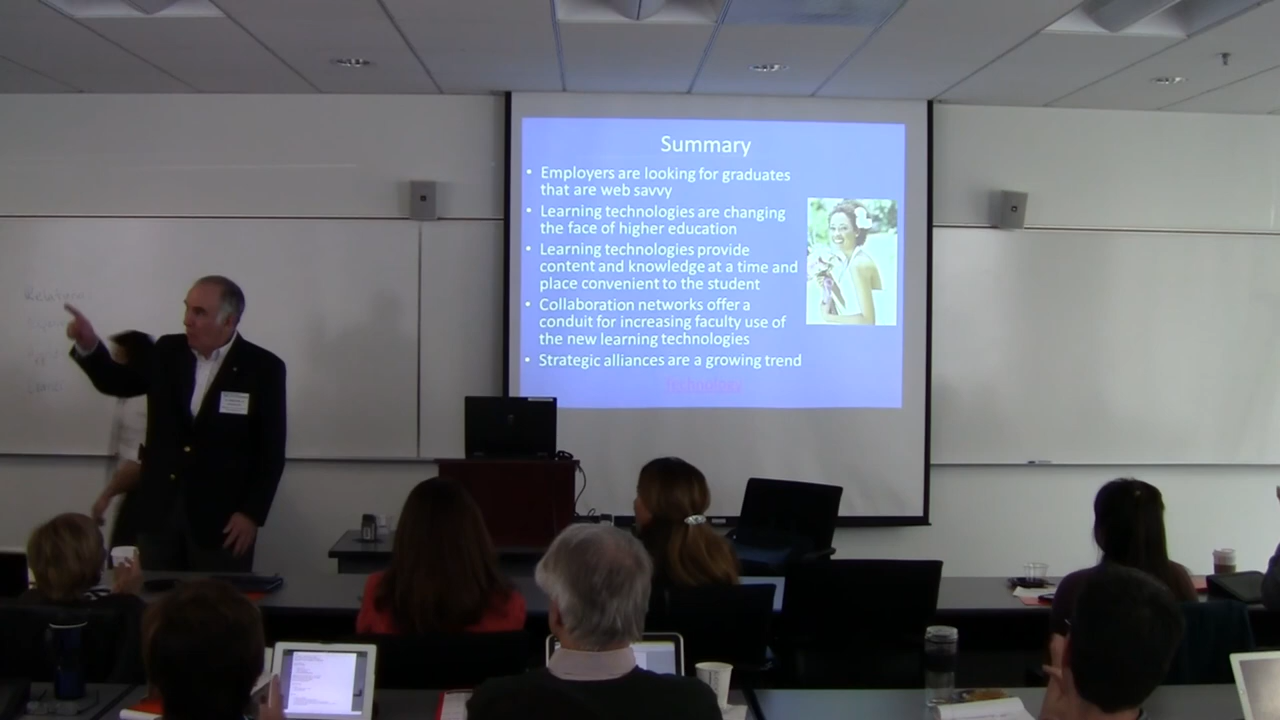 Summary
• Employers are looking for graduates
that are web savvy
• Learning technologies are changing
the face of higher education
• Learning technologies provide
content and knowledge at a time and
place convenient to the student
• Collaboration networks offer a
conduit for increasing faculty use of
the new learning technologies
• Strategic alliances are a growing trend
technology